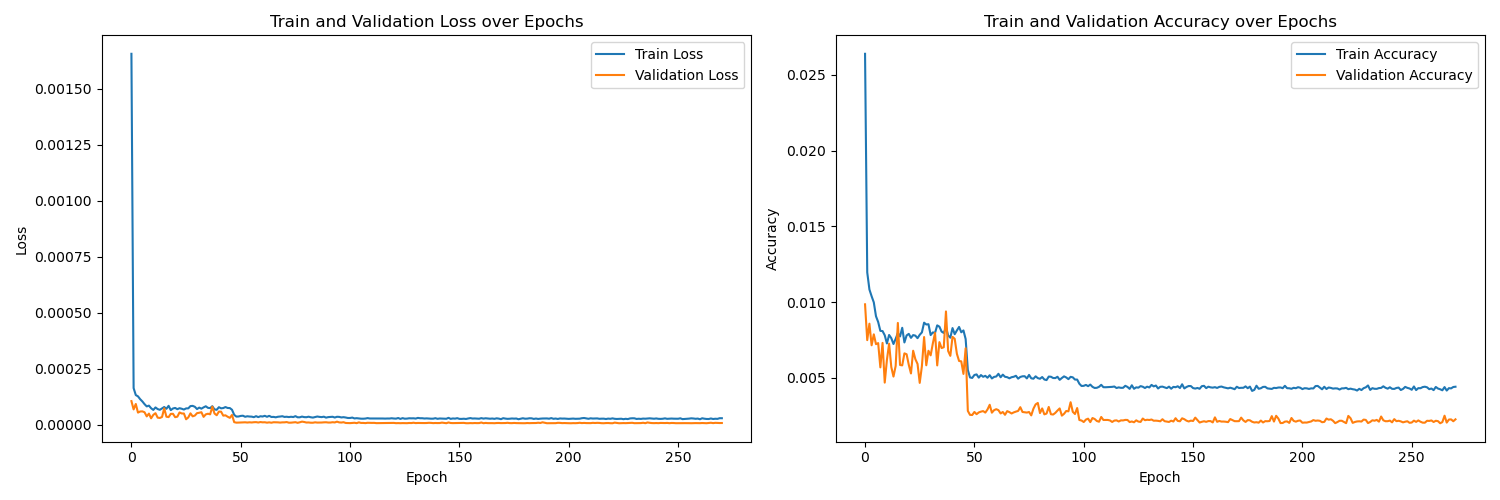 Train and Validation Loss over Epochs
Train Loss
Validation Loss
0.00150
0.00125
0.00100
0.00075
0.00050
0.00025
0.00000
Loss
0
50
100
150
200
250
Epoch
Train and Validation Accuracy over Epochs
Train Accuracy
Validation Accuracy
0.025
0.020
0.015
0.010
0.005
Accuracy
0
50
100
150
200
250
Epoch